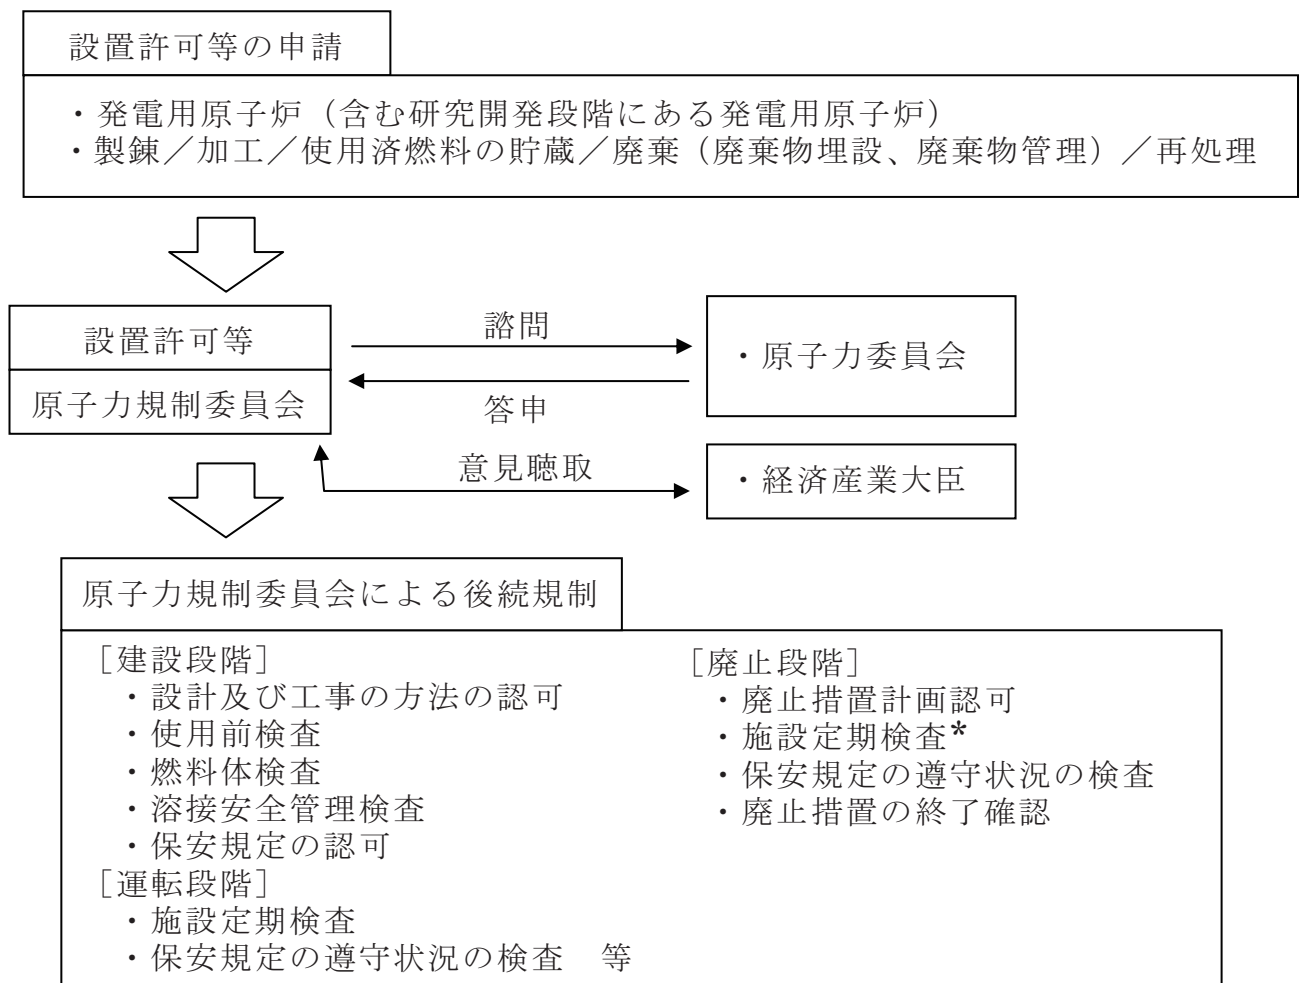 設置許可等の申請
・発電用原子炉（含む研究開発段階にある発電用原子炉）
・製錬／加工／使用済燃料の貯蔵／廃棄（廃棄物埋設、廃棄物管理）／再処理
設置許可等
原子力規制委員会
諮問
答申
・原子力委員会
意見聴取
・経済産業大臣
原子力規制委員会による後続規制
［建設段階］
・設計及び工事の方法の認可
・使用前検査
・燃料体検査
・溶接安全管理検査
・保安規定の認可
［運転段階］
・施設定期検査
・保安規定の遵守状況の検査　等
［廃止段階］
・廃止措置計画認可
・施設定期検査*
・保安規定の遵守状況の検査
・廃止措置の終了確認